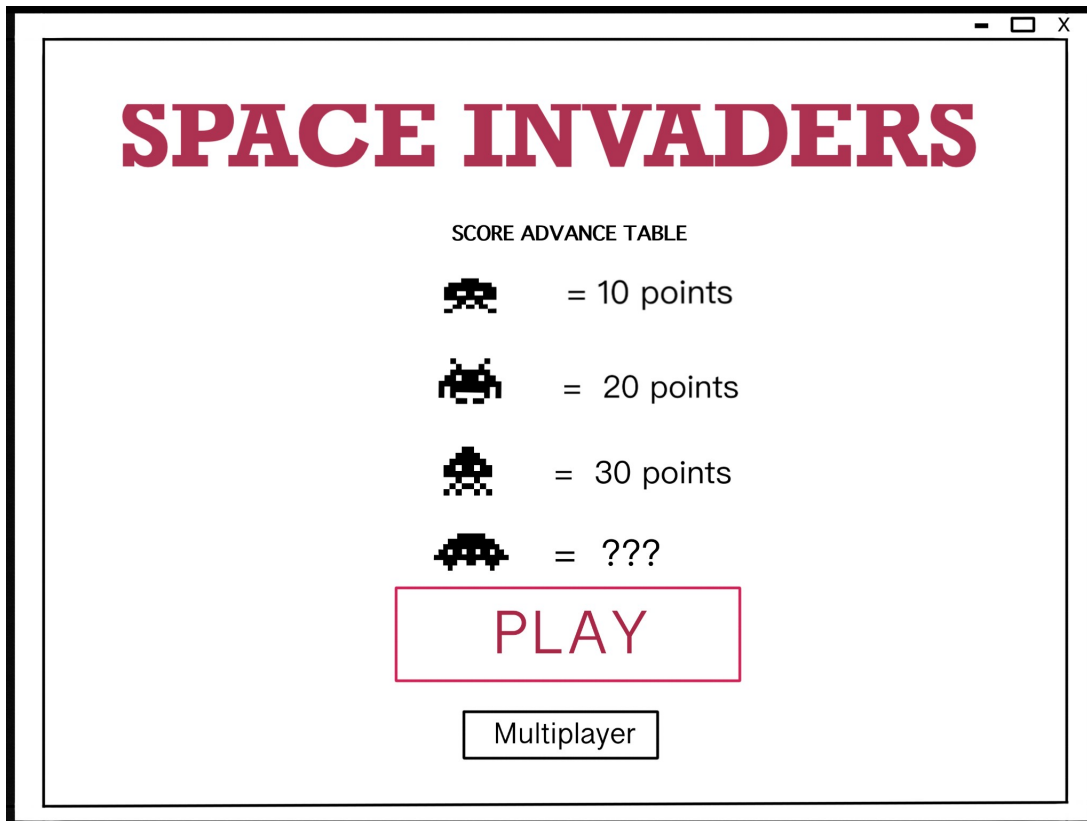 X
SPACE INVADERS
SCORE ADVANCE TABLE
= 10 points
= 20 points
= 30 points
= ???
PLAY
Multiplayer